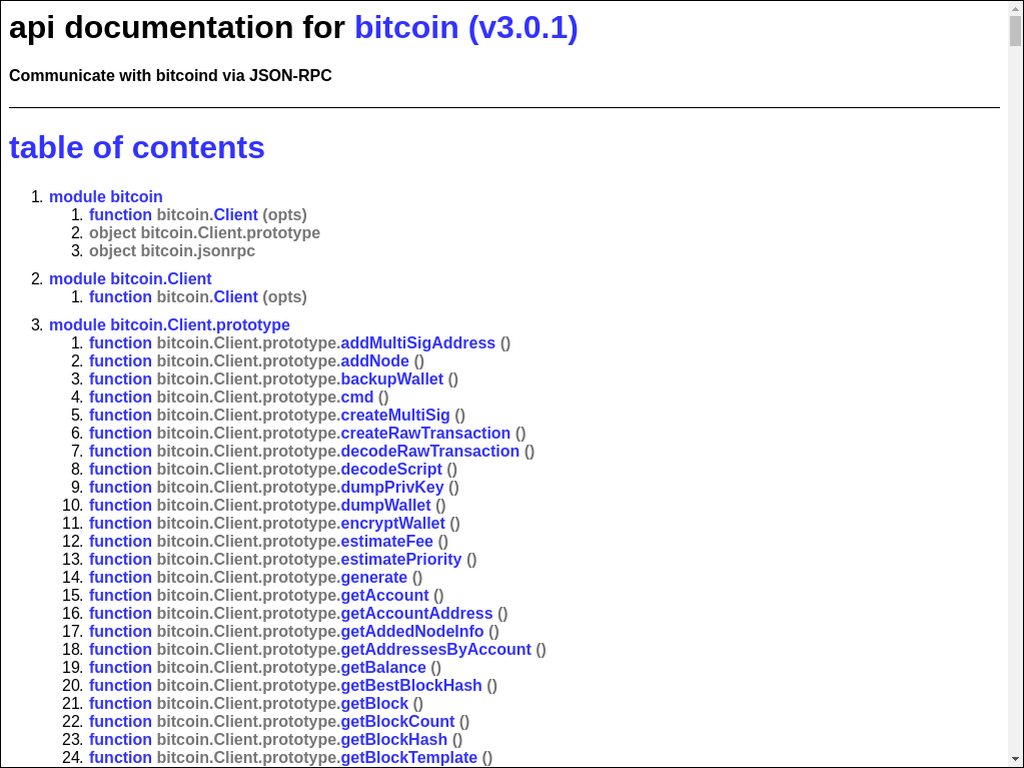 api documentation for bitcoin (v3.0.1)
Communicate with bitcoind via JSON-RPC
table of contents
1. module bitcoin
1. function bitcoin.Client (opts)
2. object bitcoin.Client.prototype
3. object bitcoin.jsonrpc
2. module bitcoin.Client
1. function bitcoin.Client (opts)
3. module bitcoin.Client.prototype
1. function bitcoin.Client.prototype.addMultiSigAddress ()
2. function bitcoin.Client.prototype.addNode ()
3. function bitcoin.Client.prototype.backupWallet ()
4. function bitcoin.Client.prototype.cmd ()
5. function bitcoin.Client.prototype.createMultiSig ()
6. function bitcoin.Client.prototype.createRawTransaction ()
7. function bitcoin.Client.prototype.decodeRawTransaction ()
8. function bitcoin.Client.prototype.decodeScript ()
9. function bitcoin.Client.prototype.dumpPrivKey ()
10. function bitcoin.Client.prototype.dumpWallet ()
11. function bitcoin.Client.prototype.encryptWallet ()
12. function bitcoin.Client.prototype.estimateFee ()
13. function bitcoin.Client.prototype.estimatePriority ()
14. function bitcoin.Client.prototype.generate ()
15. function bitcoin.Client.prototype.getAccount ()
16. function bitcoin.Client.prototype.getAccountAddress ()
17. function bitcoin.Client.prototype.getAddedNodeInfo ()
18. function bitcoin.Client.prototype.getAddressesByAccount ()
19. function bitcoin.Client.prototype.getBalance ()
20. function bitcoin.Client.prototype.getBestBlockHash ()
21. function bitcoin.Client.prototype.getBlock ()
22. function bitcoin.Client.prototype.getBlockCount ()
23. function bitcoin.Client.prototype.getBlockHash ()
24. function bitcoin.Client.prototype.getBlockTemplate ()